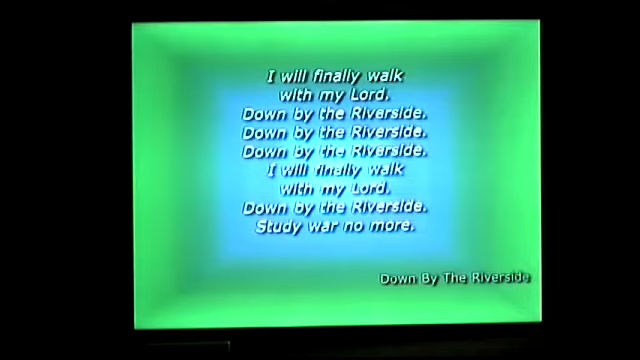 I will finally walk
with my Lord.
Down by the Riverside.
Down by the Riverside.
Down by the Riverside.
I will finally walk
with my Lord.
Down by the Riverside.
Study war no more.
Down By The Riverside